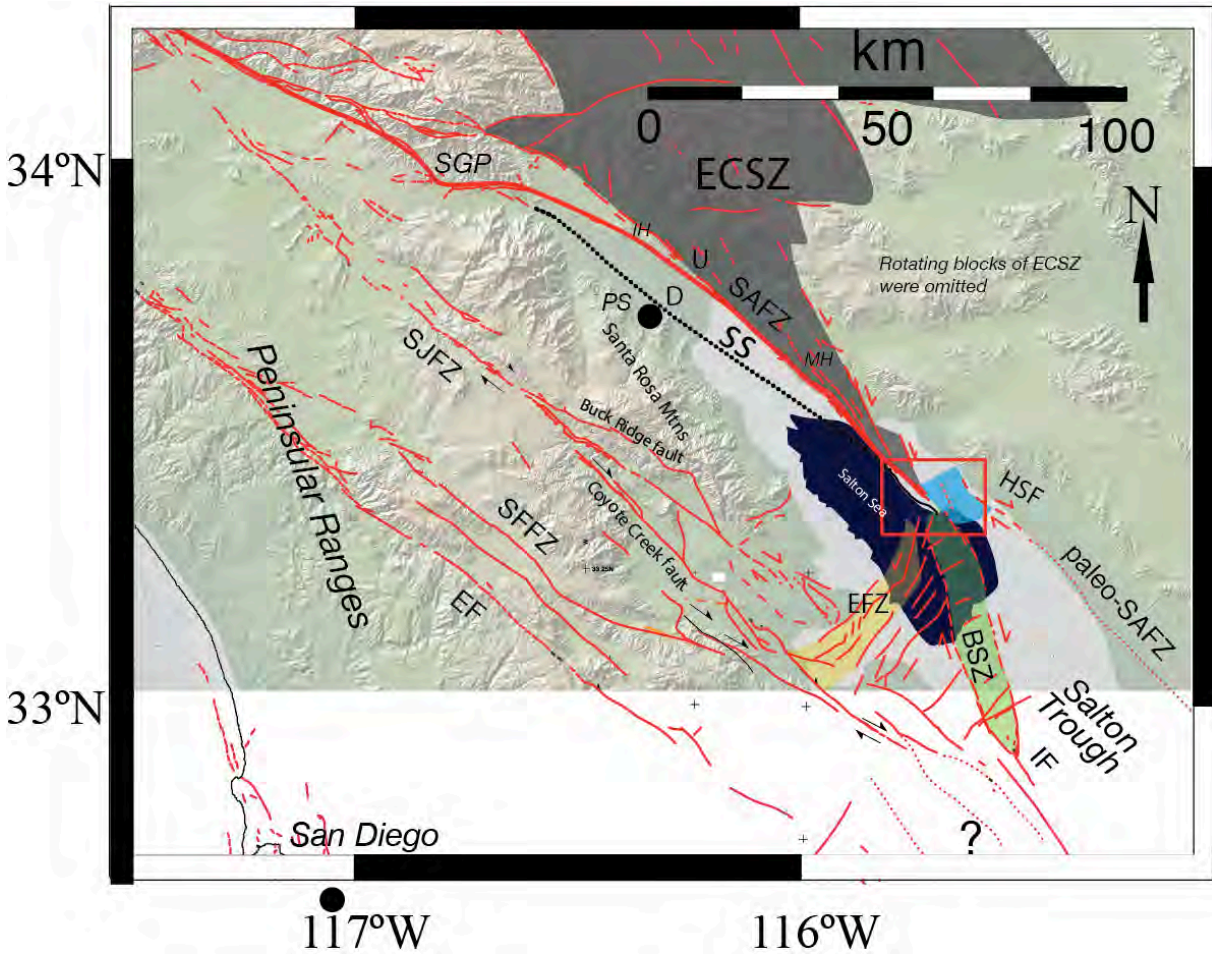 km
0
50
100
34ºN
SGP
ECSZ
N
IH
U
Rotating blocks of ECSZ
were omitted
SAFZ
D
PS
SS
SJFZ
Santa Rosa Mtns
MH
Peninsular Ranges
Buck Ridge fault
Salton Sea
HSF
SFFZ
Coyote Creek fault
33.25N
paleo-SAFZ
EF
EFZ
BSZ
33ºN
Salton
Trough
IF
San Diego
?
117ºW
116ºW